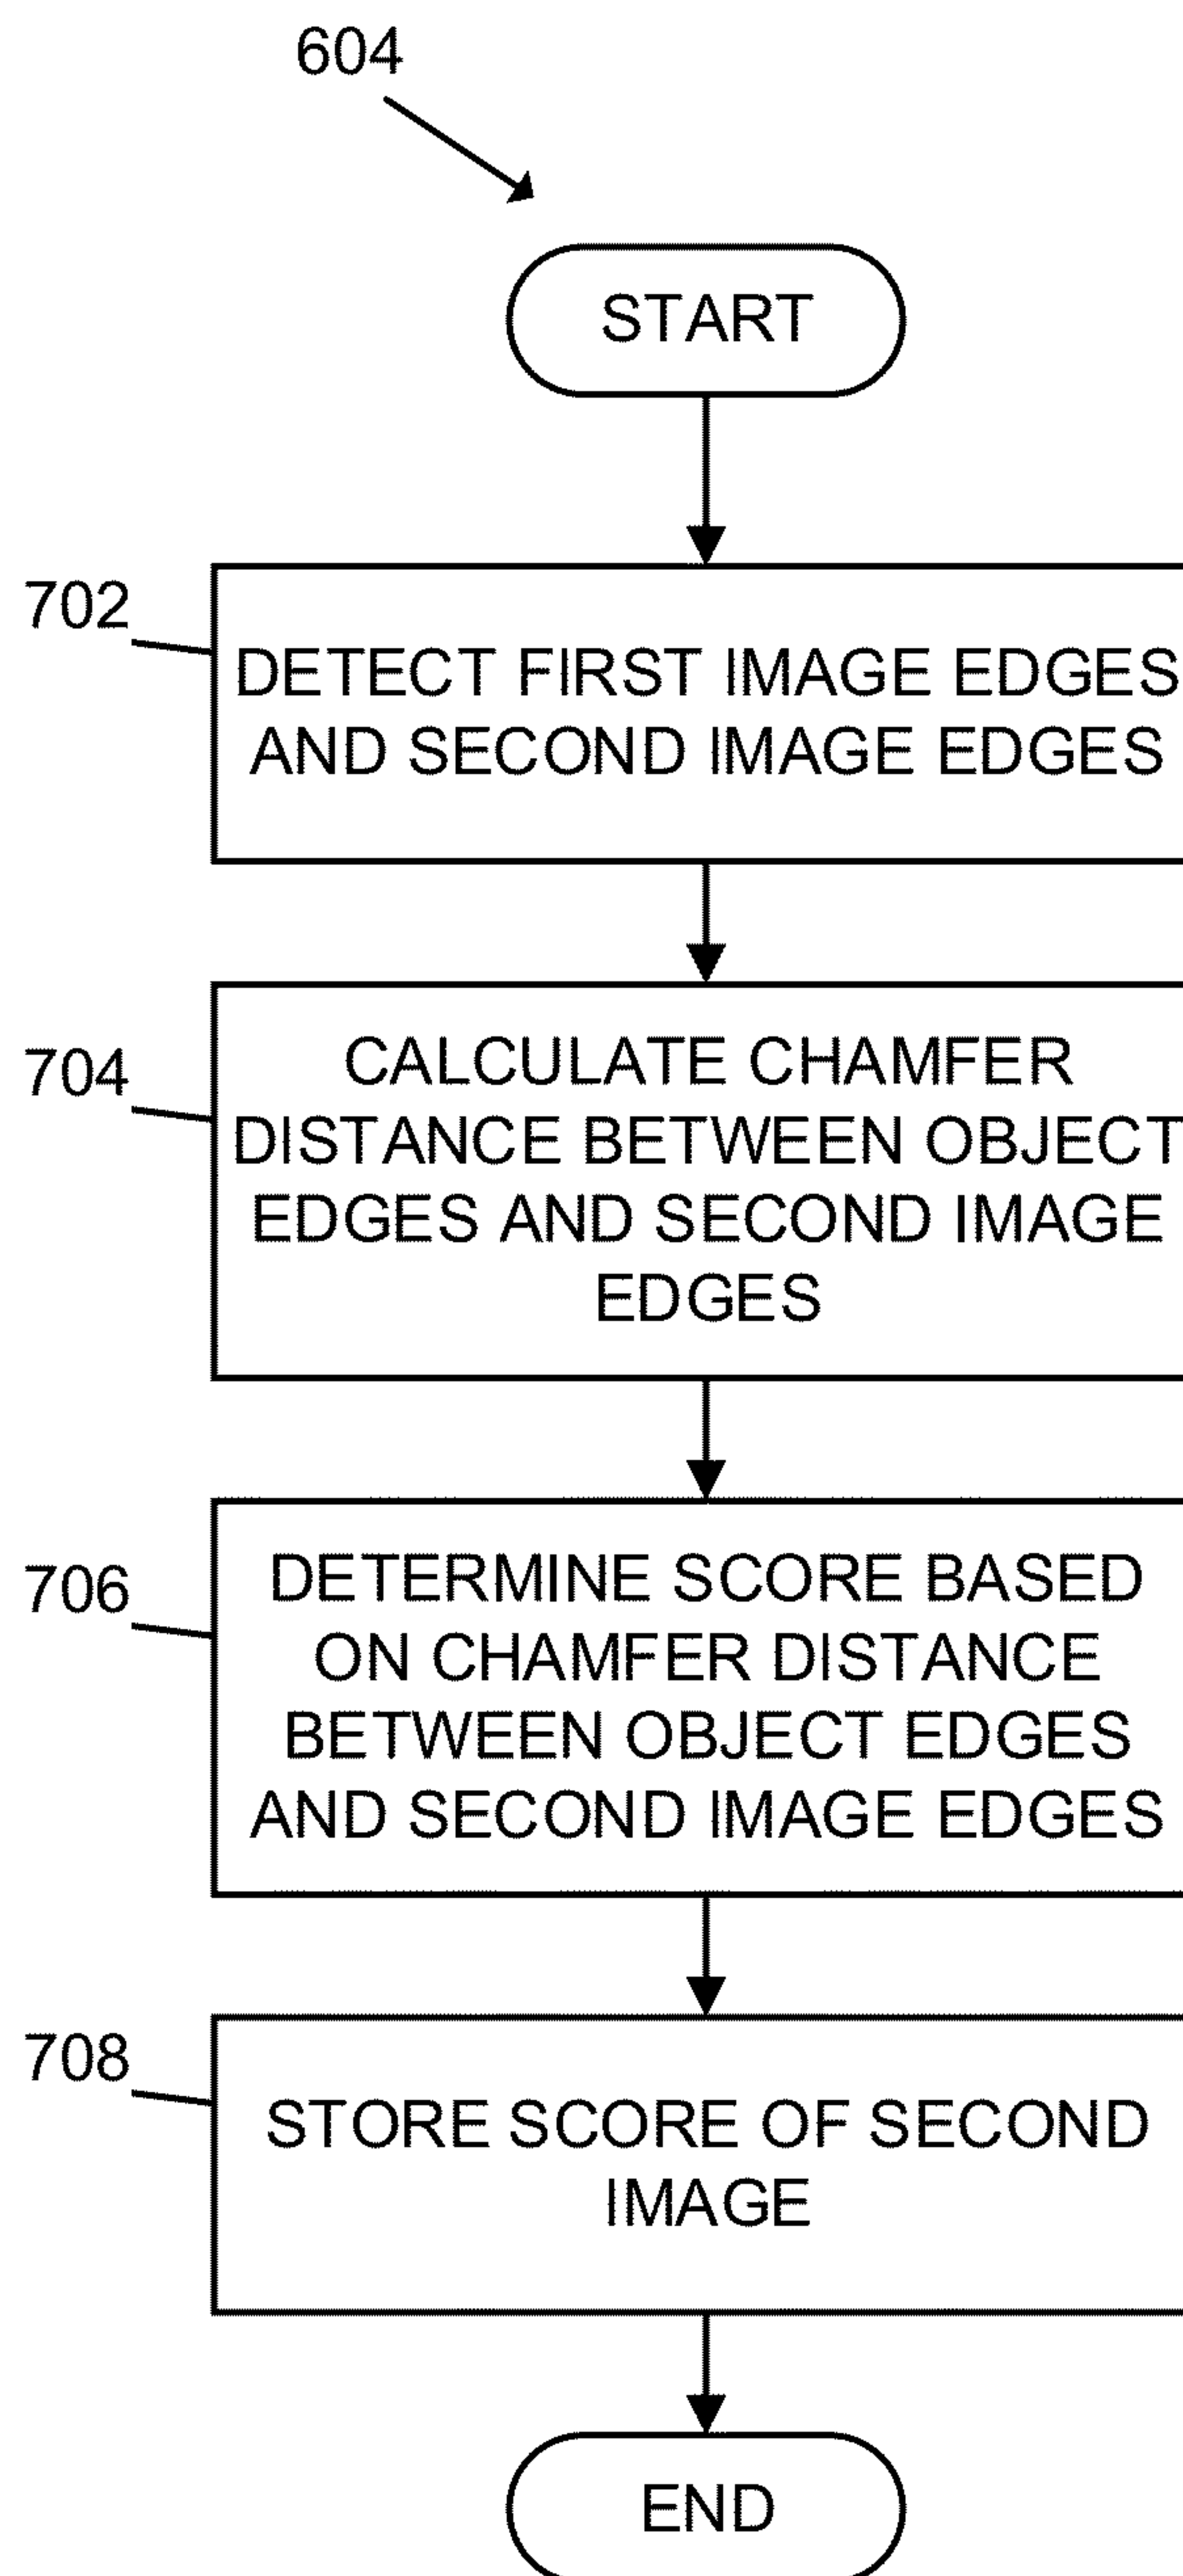 604
START
702
DETECT FIRST IMAGE EDGES
AND SECOND IMAGE EDGES
704
CALCULATE CHAMFER
DISTANCE BETWEEN OBJECT
EDGES AND SECOND IMAGE
EDGES
706
DETERMINE SCORE BASED
ON CHAMFER DISTANCE
BETWEEN OBJECT EDGES
AND SECOND IMAGE EDGES
708
STORE SCORE OF SECOND
IMAGE
END